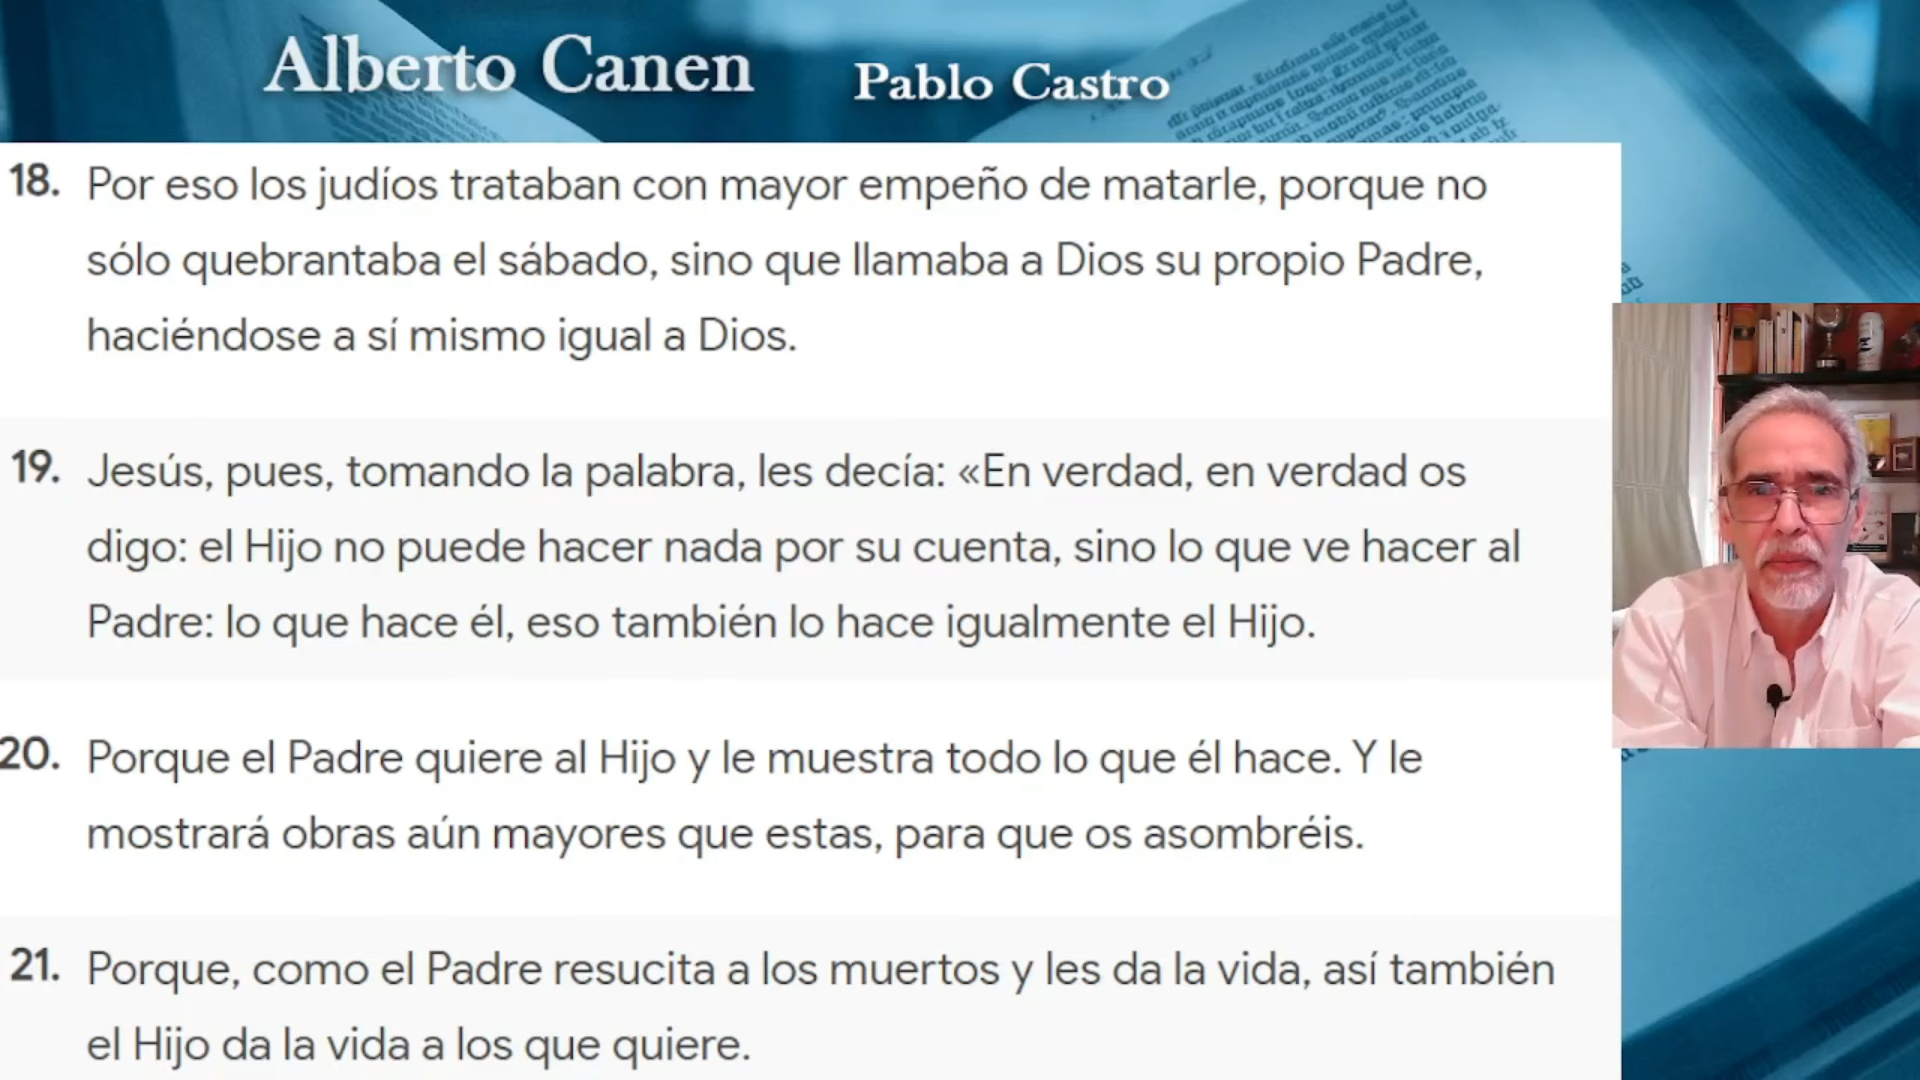 Alberto Canen
Pablo Castro
18. Por eso los judíos trataban con mayor empeño de matarle, porque no
sólo quebrantaba el sábado, sino que llamaba a Dios su propio Padre,
haciéndose a sí mismo igual a Dios.
19. Jesús, pues, tomando la palabra, les decía: «En verdad, en verdad os
digo: el Hijo no puede hacer nada por su cuenta, sino lo que ve hacer al
Padre: lo que hace él, eso también lo hace igualmente el Hijo.
20. Porque el Padre quiere al Hijo y le muestra todo lo que él hace. Y le
mostrará obras aún mayores que estas, para que os asombréis.
21. Porque, como el Padre resucita a los muertos y les da la vida, así también
el Hijo da la vida a los que quiere.